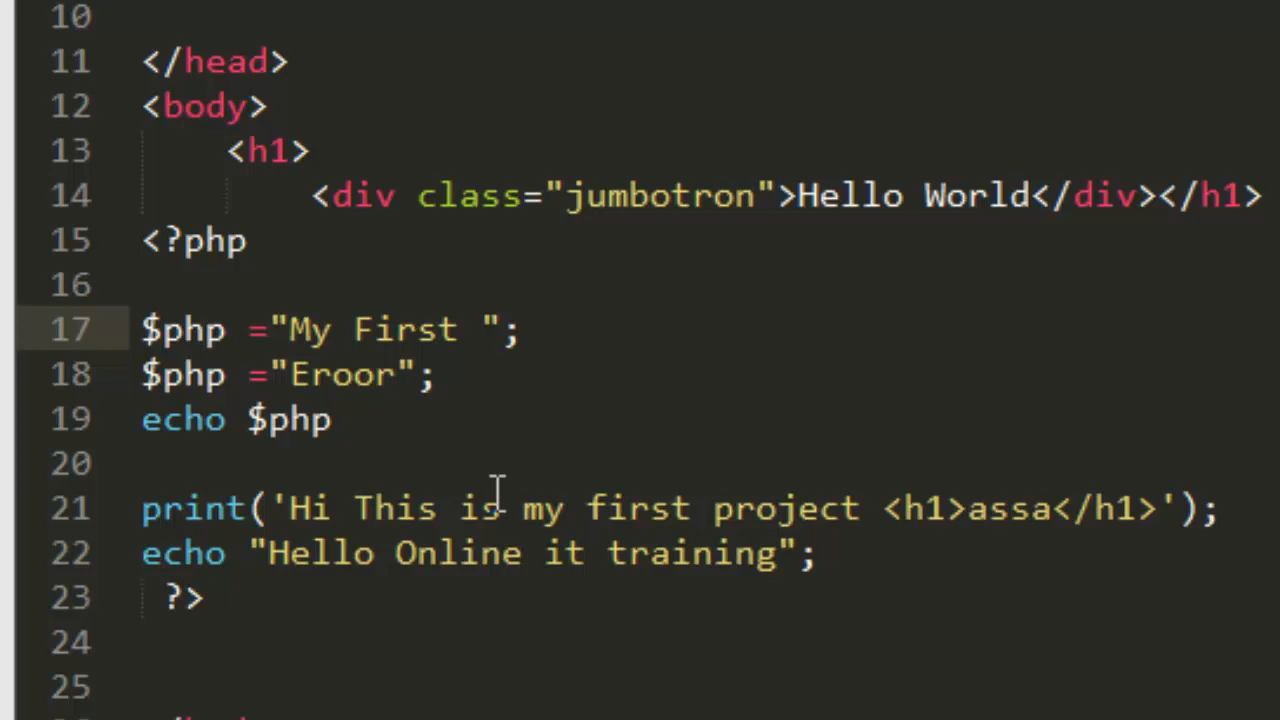 10
11 </head>
12 <body>
13 <h1>
14 <div class="jumbotron">Hello World</div></h1>
15 <?php
16
17 $php ="My First ";
18 $php ="Eroor";
19 echo $php
20
21 print('Hi This is my first project <h1>assa</h1>');
22 echo "Hello Online it training";
23 ?>
24
25